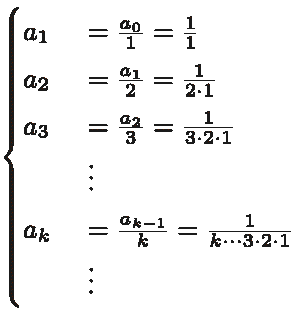 a₁ = a₀/1 = 1/1
a₂ = a₁/2 = 1/(2·1)
a₃ = a₂/3 = 1/(3·2·1)
⋮
aₖ = aₖ₋₁/k = 1/(k⋯3·2·1)
⋮